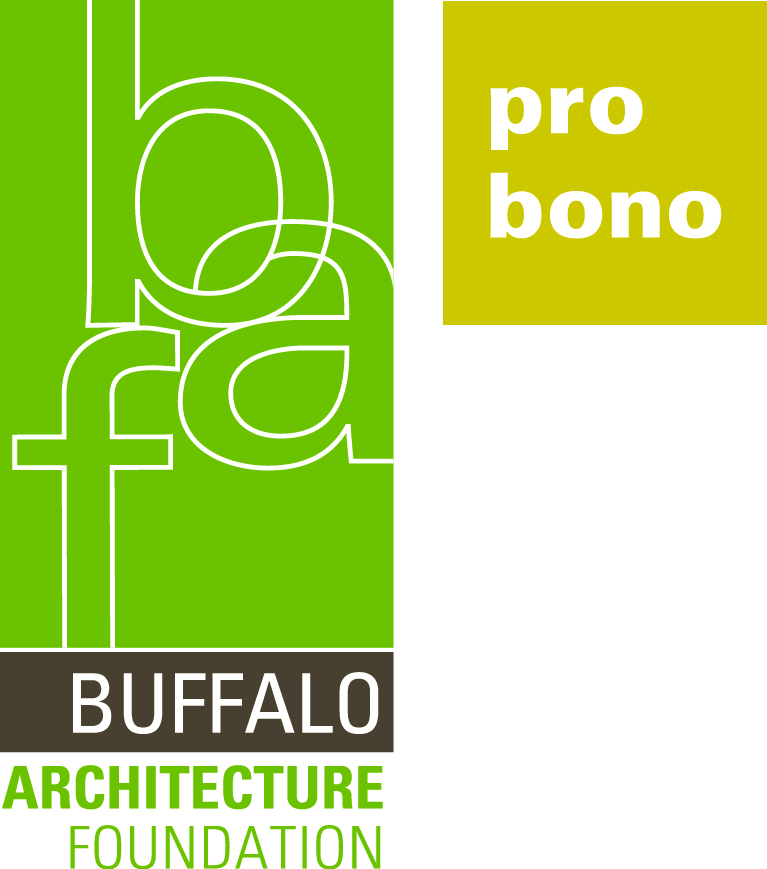 baf
BUFFALO
ARCHITECTURE
FOUNDATION
pro
bono